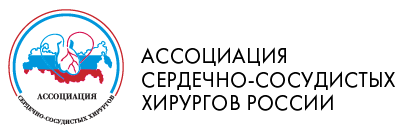 АССОЦИАЦИЯ
СЕРДЕЧНО-СОСУДИСТЫХ ХИРУРГОВ
АССОЦИАЦИЯ
СЕРДЕЧНО-СОСУДИСТЫХ
ХИРУРГОВ РОССИИ